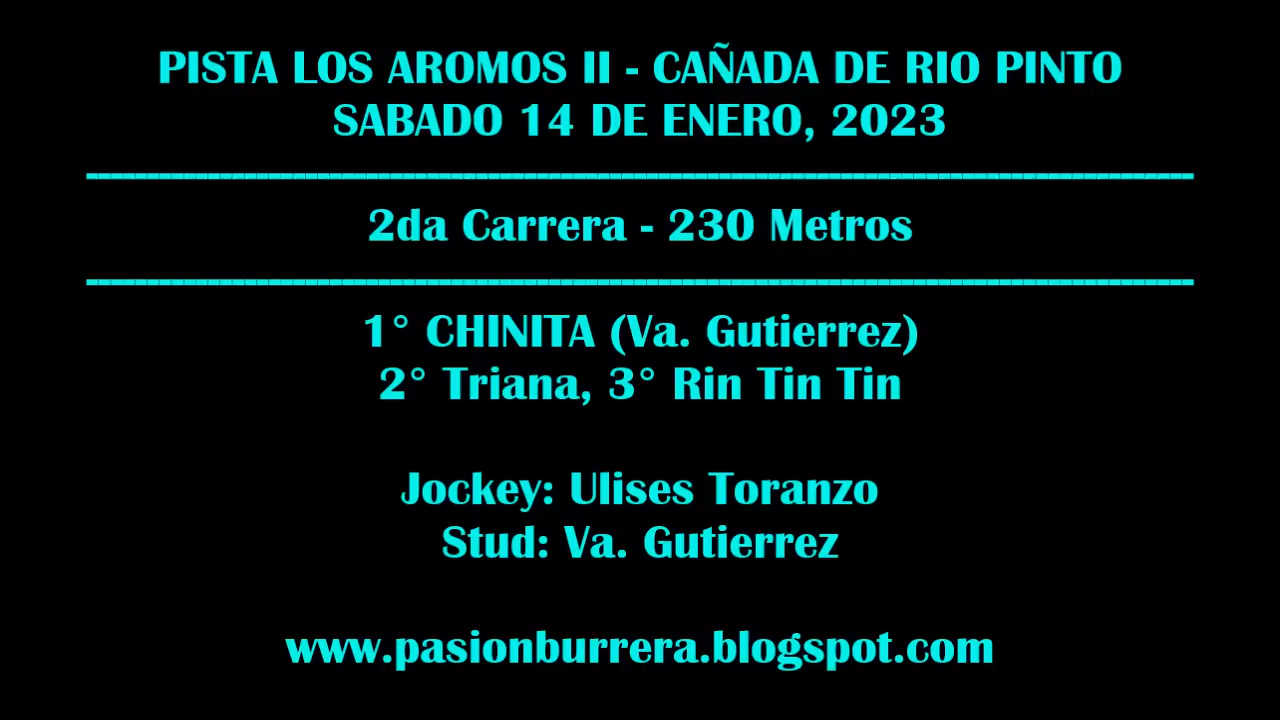 PISTA LOS AROMOS II - CAÑADA DE RIO PINTO
SABADO 14 DE ENERO, 2023
2da Carrera - 230 Metros
1° CHINITA (Va. Gutierrez)
2° Triana, 3° Rin Tin Tin
Jockey: Ulises Toranzo
Stud: Va. Gutierrez
www.pasionburrera.blogspot.com